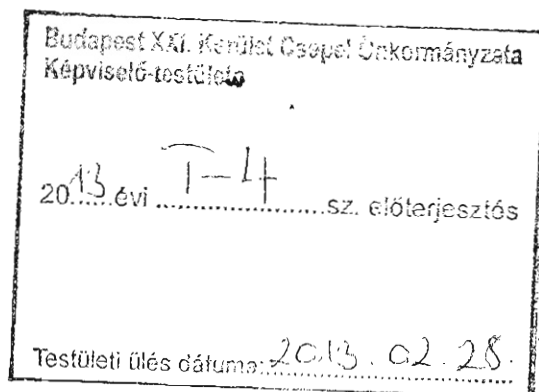 Budapest XXI. Kerület Csepel Önkormányzata
Képviselő-testülete
2013 évi T-4 sz. előterjesztés
Testületi ülés dátuma: 2013.02.28.